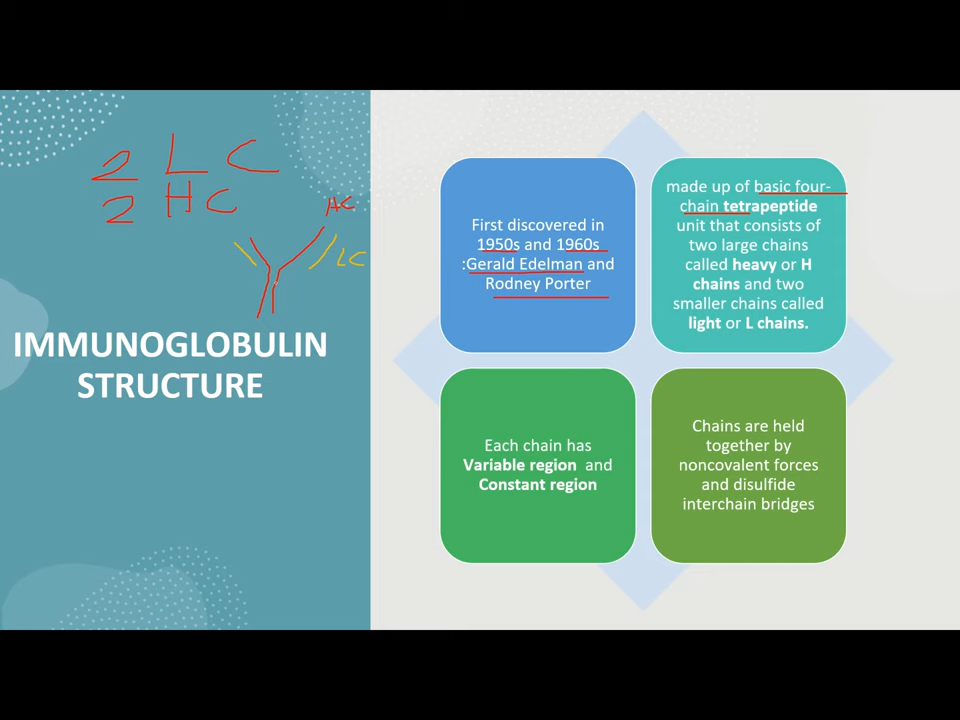 2 L C
2 H C
HC
LC
IMMUNOGLOBULIN
STRUCTURE
First discovered in
1950s and 1960s
:Gerald Edelman and
Rodney Porter
made up of basic four-
chain tetrapeptide
unit that consists of
two large chains
called heavy or H
chains and two
smaller chains called
light or L chains.
Each chain has
Variable region and
Constant region
Chains are held
together by
noncovalent forces
and disulfide
interchain bridges